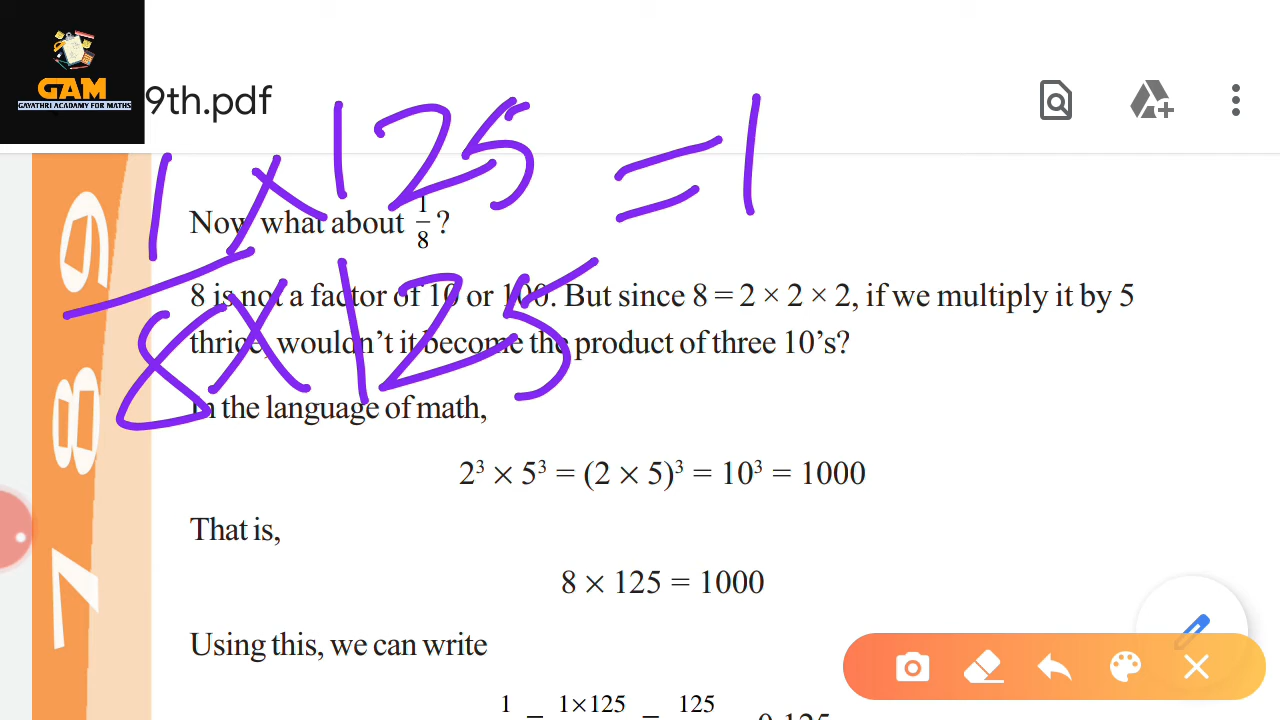 GAM
GAYATHRI ACADAMY FOR MATHS
9th.pdf
1 × 125 = 1
8 × 125
Now what about 1/8 ?
8 is not a factor of 10 or 100. But since 8 = 2 × 2 × 2, if we multiply it by 5
thrice, wouldn't it become the product of three 10's?
In the language of math,
2³ × 5³ = (2 × 5)³ = 10³ = 1000
That is,
8 × 125 = 1000
Using this, we can write
1 = 1×125 = 125
7 8 9